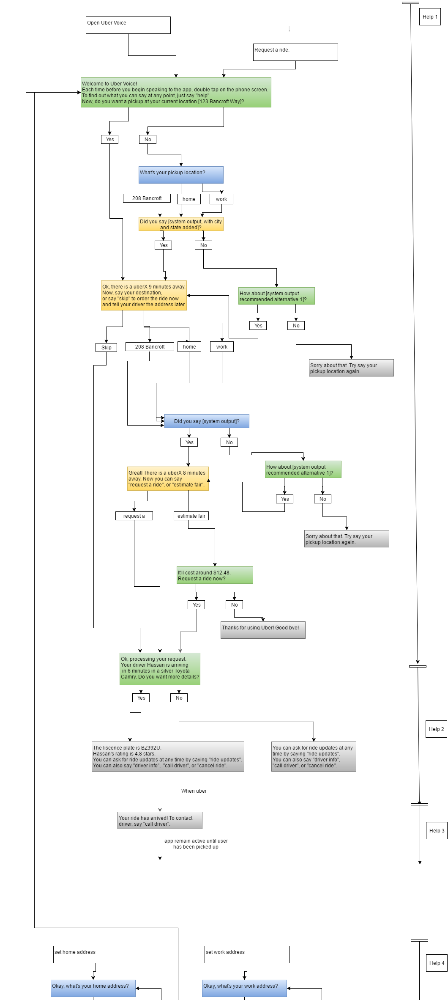 Help 1
Open Uber Voice
Request a ride.
Welcome to Uber Voice!
Each time before you begin speaking to the app, double tap on the phone screen.
To find out what you can say at any point, just say "help".
Now, do you want a pickup at your current location [123 Bancroft Way]?
Yes
No
What's your pickup location?
208 Bancroft
home
work
Did you say [system output, with city
and state added]?
Yes
No
Ok, there is a uberX 9 minutes away.
Now, say your destination,
or say "skip" to order the ride now
and tell your driver the address later.
How about [system output
recommended alternative 1]?
Yes
No
Skip
208 Bancroft
home
work
Sorry about that. Try say your
pickup location again.
Did you say [system output]?
Yes
No
Great! There is a uberX 8 minutes
away. Now you can say
"request a ride", or "estimate fair".
How about [system output
recommended alternative 1]?
Yes
No
request a
estimate fair
Sorry about that. Try say your
pickup location again.
It'll cost around $12.48.
Request a ride now?
Yes
No
Thanks for using Uber! Good bye!
Ok, processing your request.
Your driver Hassan is arriving
in 6 minutes in a silver Toyota
Camry. Do you want more details?
Yes
No
Help 2
The liscence plate is BZ392U.
Hassan's rating is 4.8 stars.
You can ask for ride updates at any time by saying "ride updates".
You can also say "driver info", "call driver", or "cancel ride".
You can ask for ride updates at any
time by saying "ride updates".
You can also say "driver info",
"call driver", or "cancel ride".
When uber
Your ride has arrived! To contact
driver, say "call driver".
Help 3
app remain active until user
has been picked up
set home address
set work address
Help 4
Okay, what's your home address?
Okay, what's your work address?